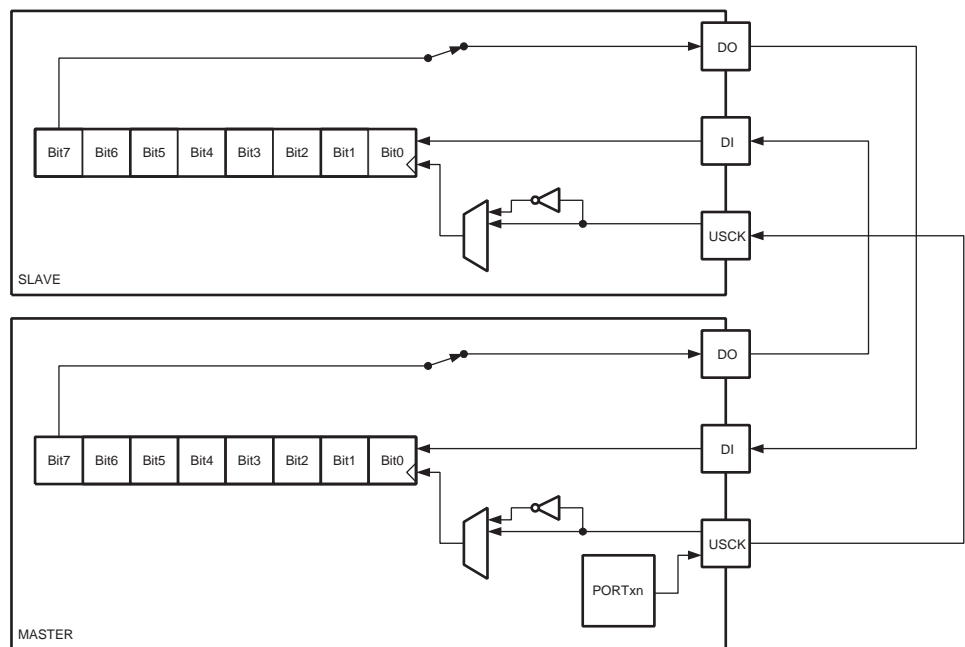 DO
Bit7 Bit6 Bit5 Bit4 Bit3 Bit2 Bit1 Bit0
DI
USCK
SLAVE
DO
Bit7 Bit6 Bit5 Bit4 Bit3 Bit2 Bit1 Bit0
DI
USCK
PORTxn
MASTER